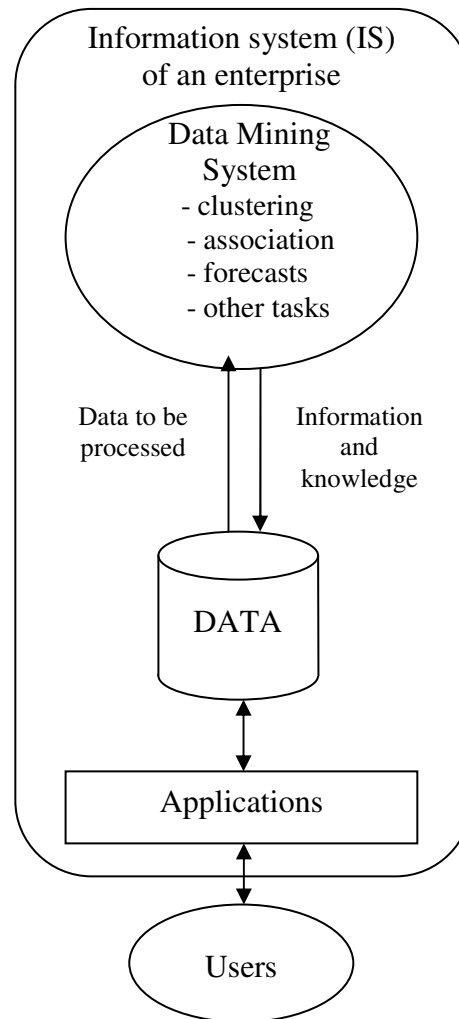 Information system (IS)
of an enterprise
Data Mining
System
- clustering
- association
- forecasts
- other tasks
Data to be
processed
Information
and
knowledge
DATA
Applications
Users